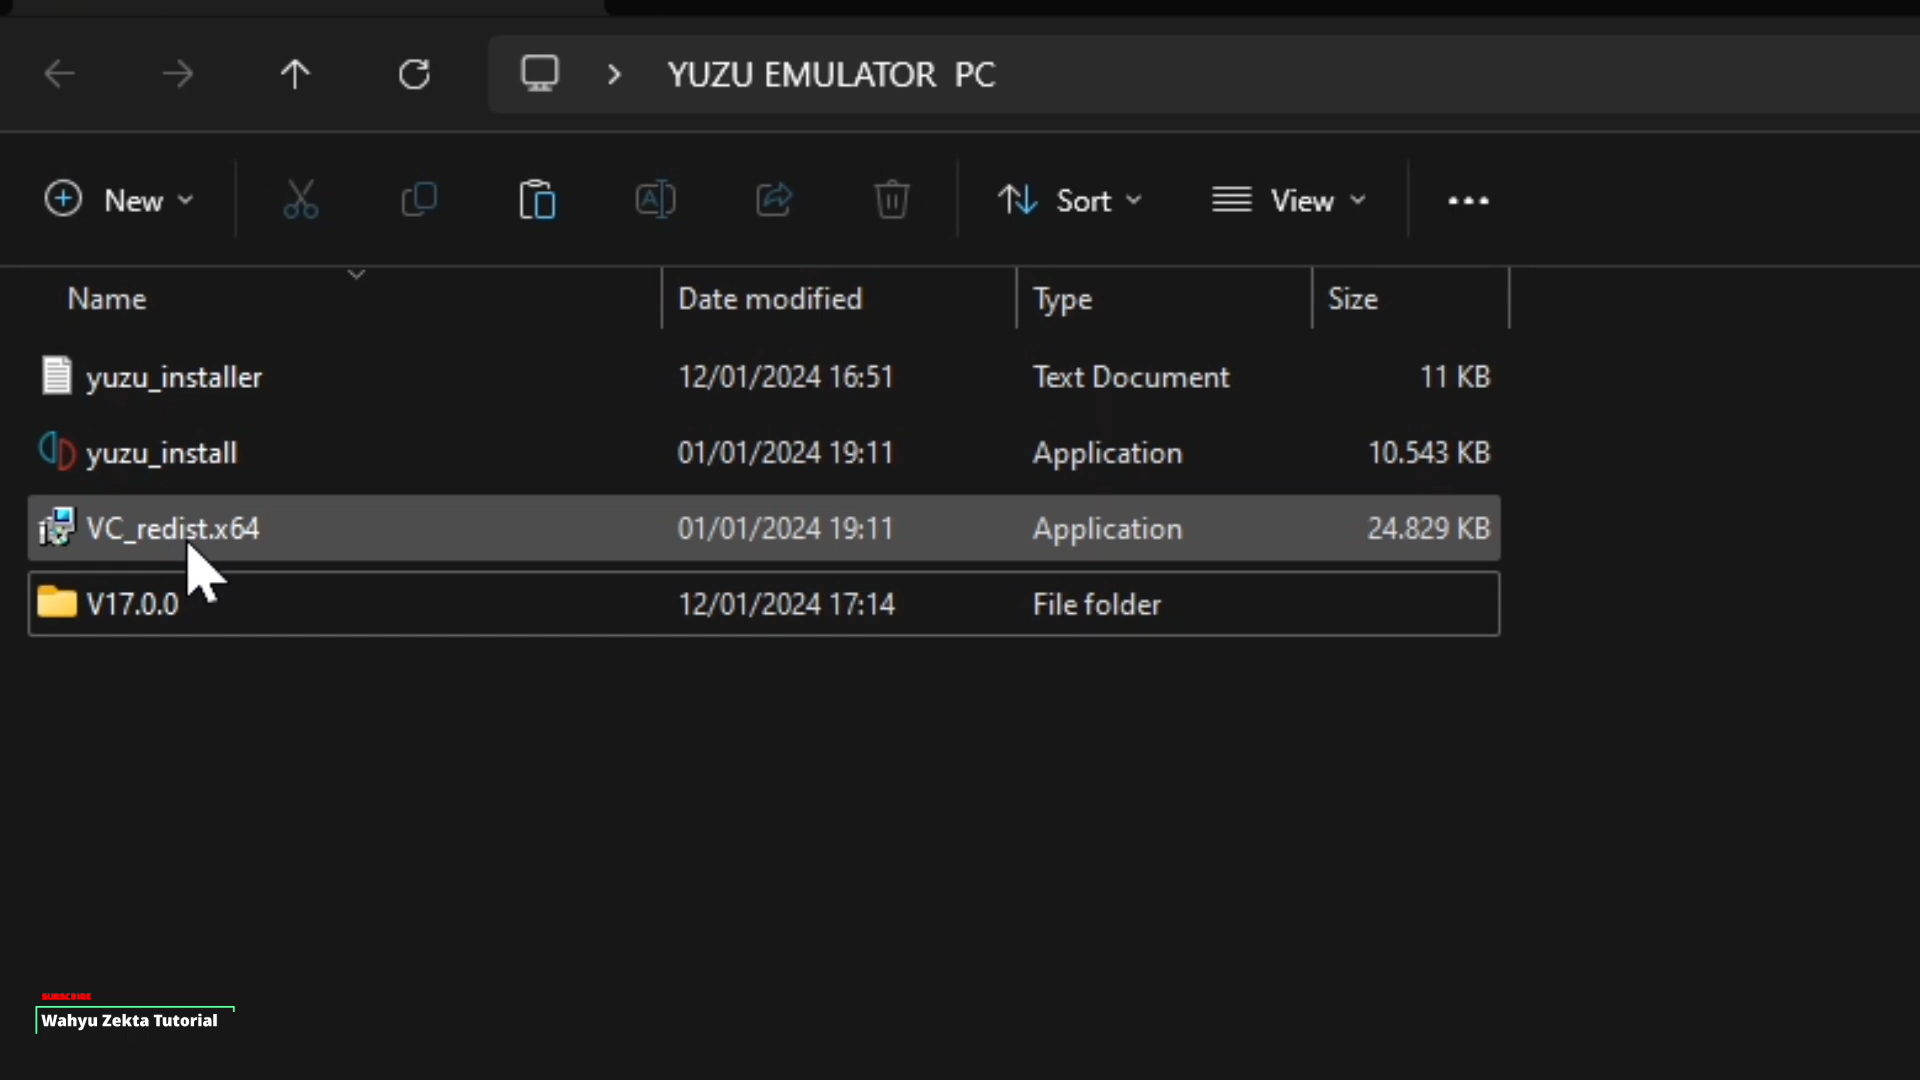 YUZU EMULATOR  PC
New
Sort
View
Name
Date modified
Type
Size
yuzu_installer 12/01/2024 16:51 Text Document 11 KB
yuzu_install 01/01/2024 19:11 Application 10.543 KB
VC_redist.x64 01/01/2024 19:11 Application 24.829 KB
V17.0.0 12/01/2024 17:14 File folder
SUBSCRIBE
Wahyu Zekta Tutorial